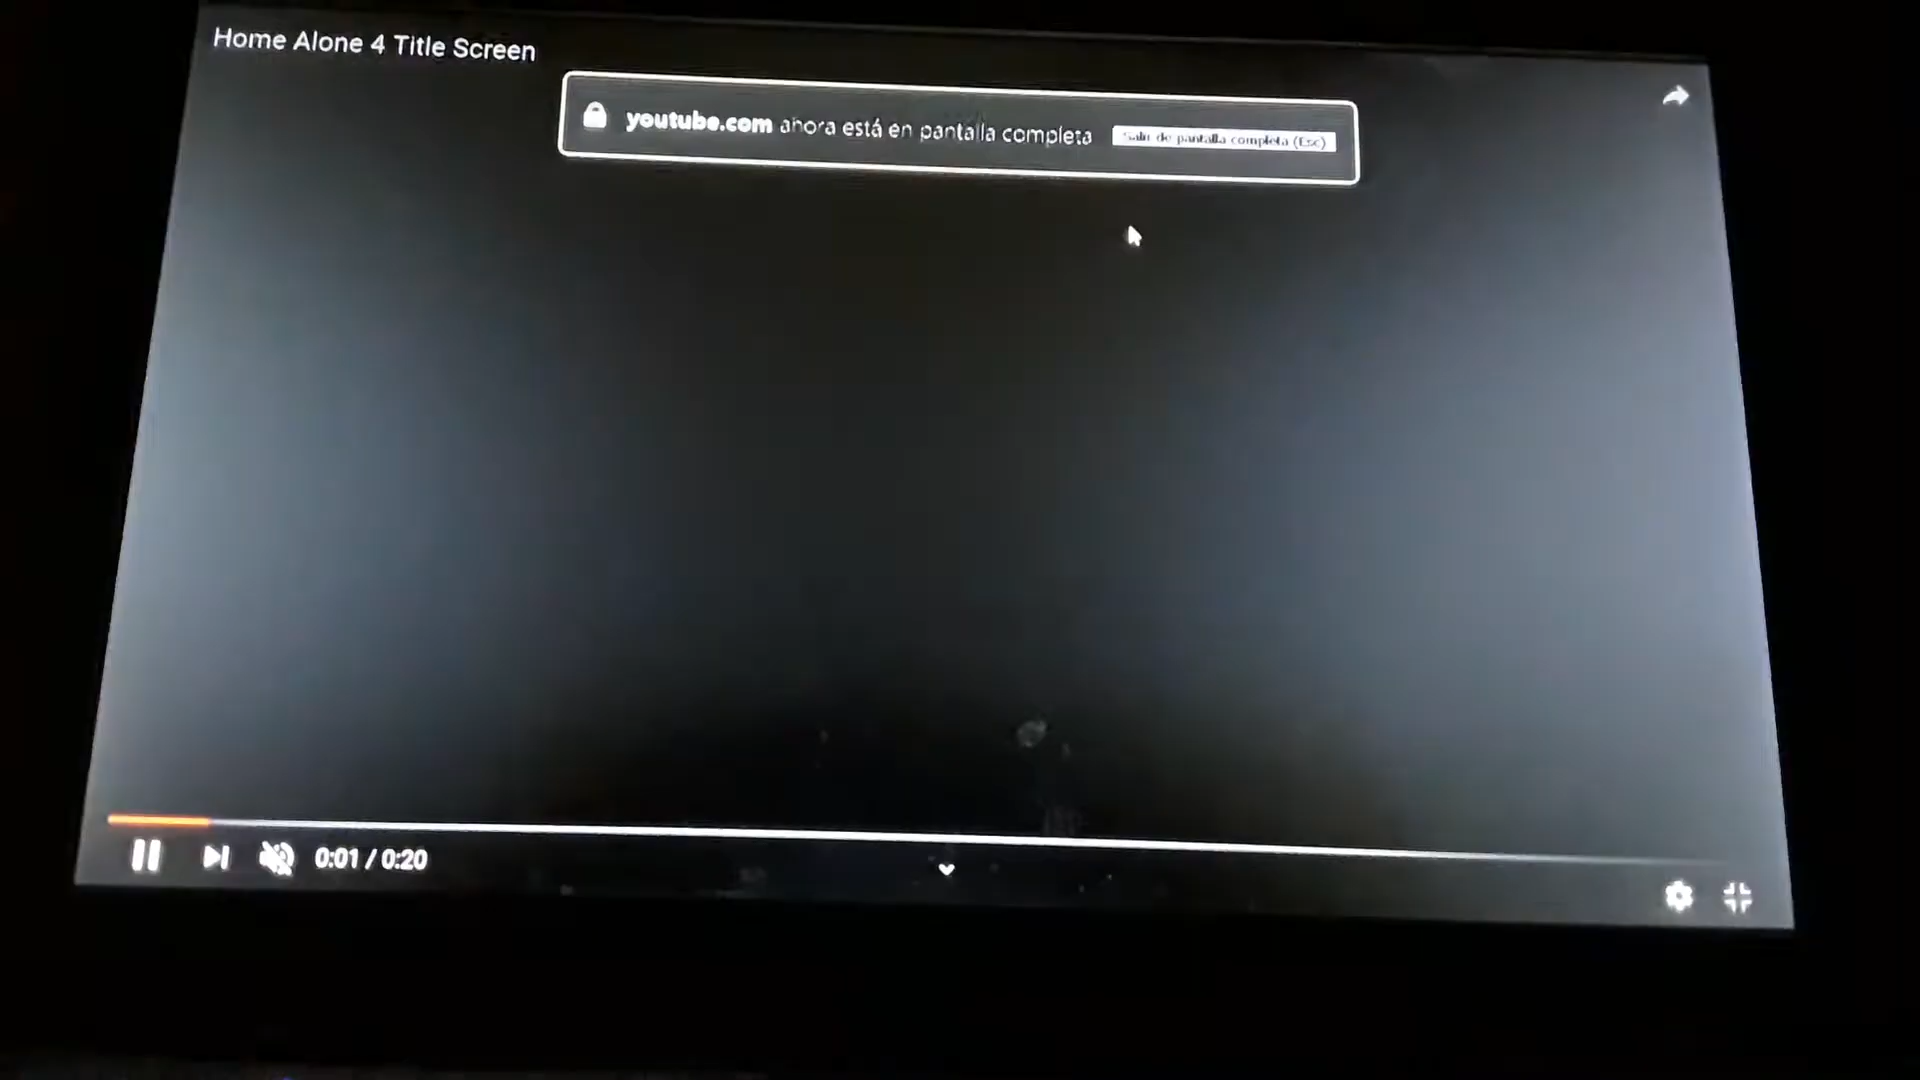 Home Alone 4 Title Screen
youtube.com ahora está en pantalla completa
Salir de pantalla completa (Esc)
0:01 / 0:20